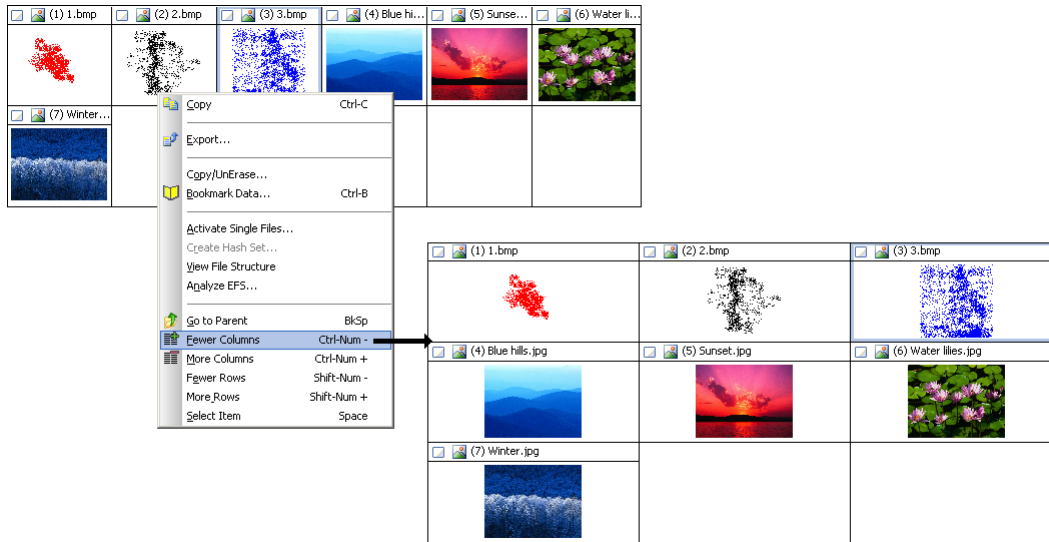 (1) 1.bmp
(2) 2.bmp
(3) 3.bmp
(4) Blue hi...
(5) Sunse...
(6) Water li...
(7) Winter...
Copy Ctrl-C
Export...
Copy/UnErase...
Bookmark Data... Ctrl-B
Activate Single Files...
Create Hash Set...
View File Structure
Analyze EFS...
Go to Parent BkSp
Fewer Columns Ctrl-Num -
More Columns Ctrl-Num +
Fewer Rows Shift-Num -
More Rows Shift-Num +
Select Item Space
(1) 1.bmp
(2) 2.bmp
(3) 3.bmp
(4) Blue hills.jpg
(5) Sunset.jpg
(6) Water lilies.jpg
(7) Winter.jpg